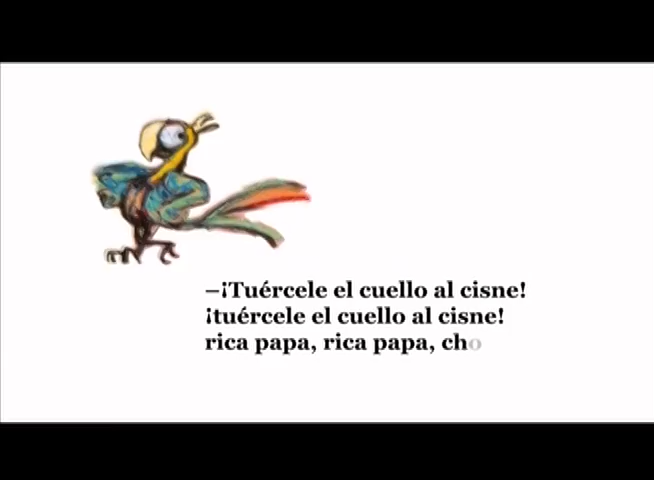 –¡Tuércele el cuello al cisne!
¡tuércele el cuello al cisne!
rica papa, rica papa, cho